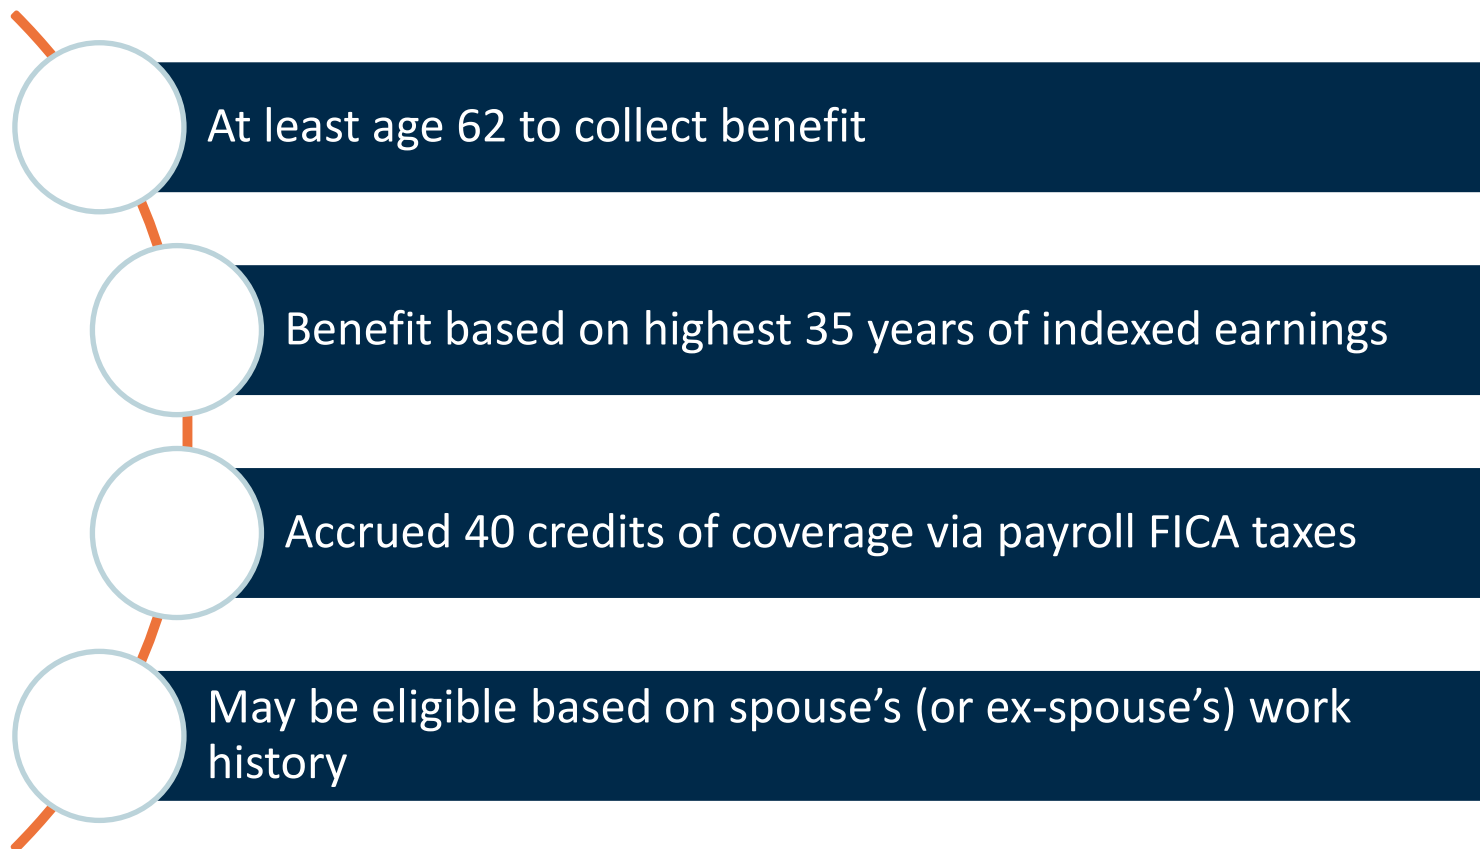 At least age 62 to collect benefit
Benefit based on highest 35 years of indexed earnings
Accrued 40 credits of coverage via payroll FICA taxes
May be eligible based on spouse’s (or ex-spouse’s) work
history